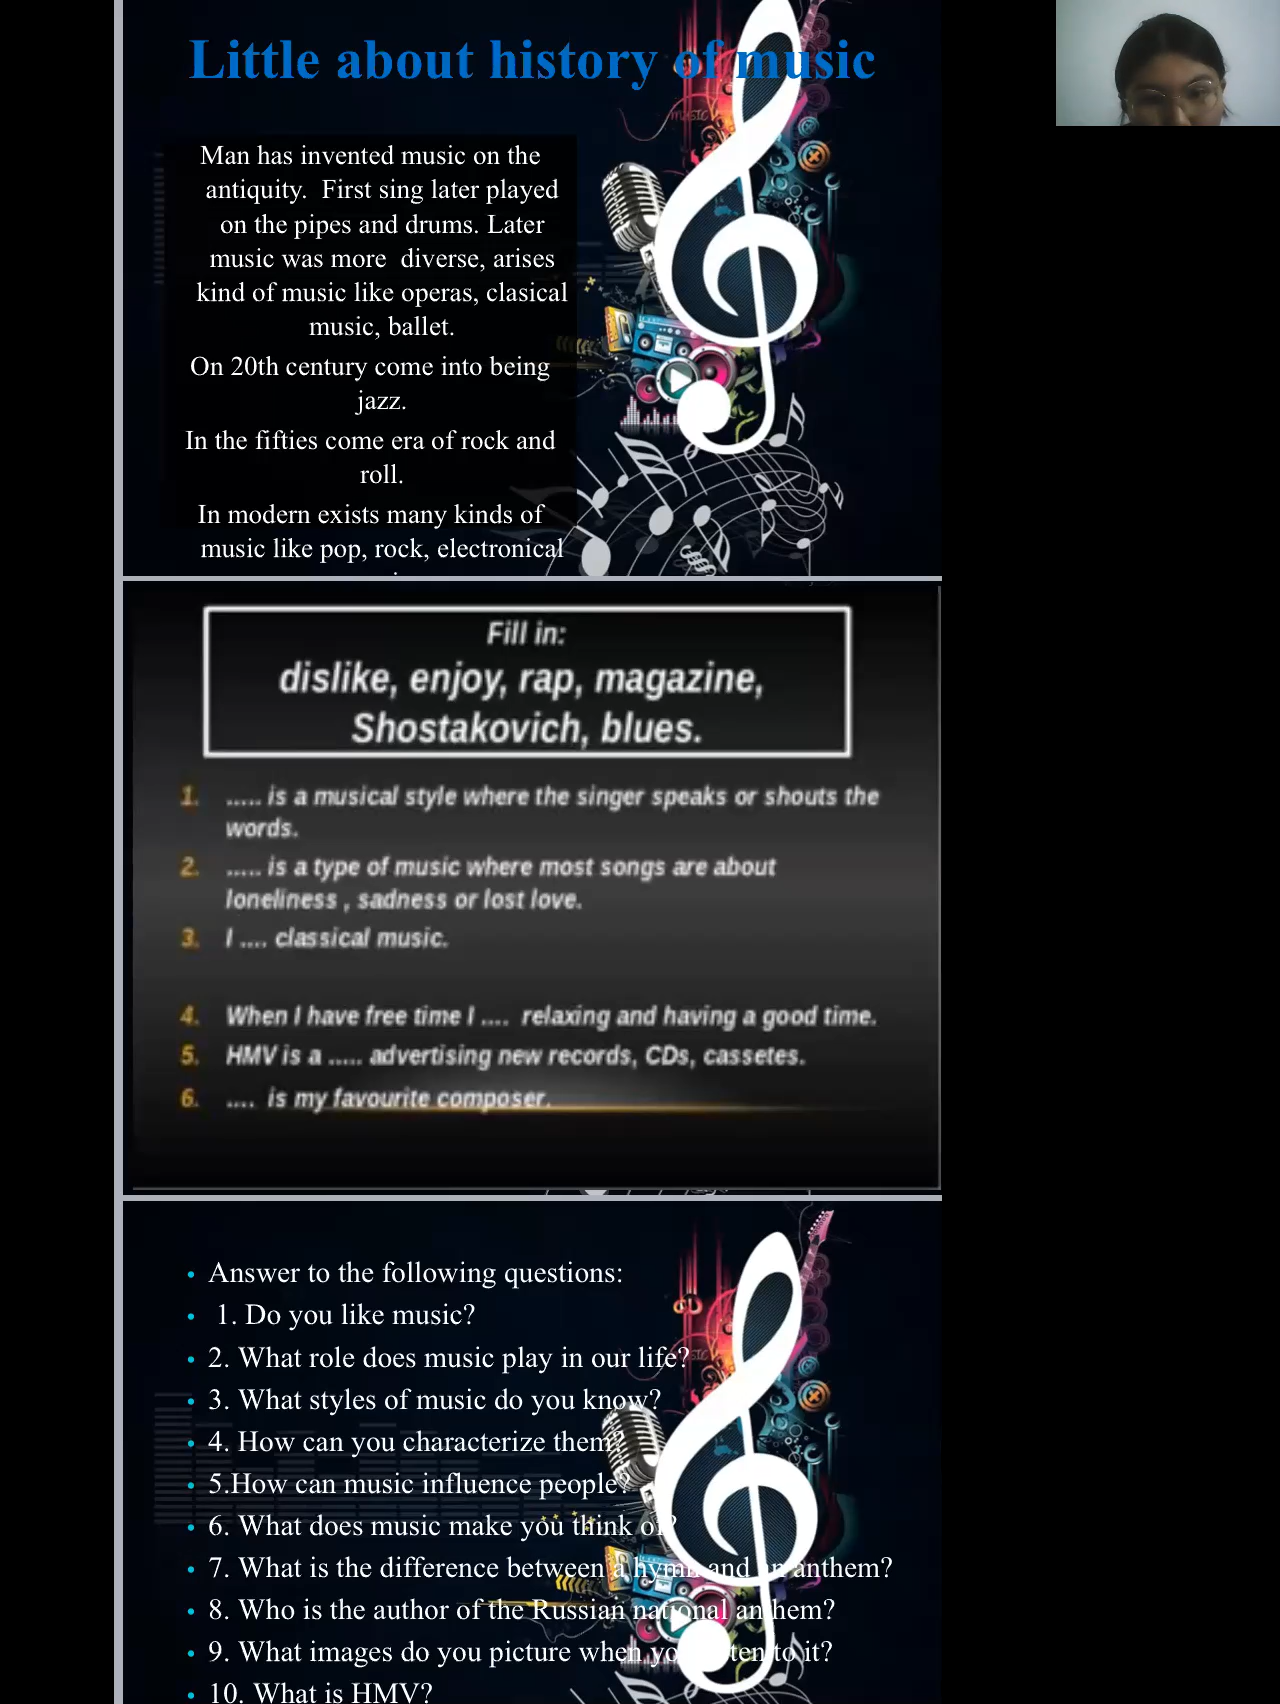 Little about history of music
Man has invented music on the
antiquity. First sing later played
on the pipes and drums. Later
music was more diverse, arises
kind of music like operas, clasical
music, ballet.
On 20th century come into being
jazz.
In the fifties come era of rock and
roll.
In modern exists many kinds of
music like pop, rock, electronical
Fill in:
dislike, enjoy, rap, magazine,
Shostakovich, blues.
1. ..... is a musical style where the singer speaks or shouts the
words.
2. ..... is a type of music where most songs are about
loneliness , sadness or lost love.
3. I .... classical music.
4. When I have free time I .... relaxing and having a good time.
5. HMV is a ..... advertising new records, CDs, cassetes.
6. .... is my favourite composer.
• Answer to the following questions:
• 1. Do you like music?
• 2. What role does music play in our life?
• 3. What styles of music do you know?
• 4. How can you characterize them?
• 5.How can music influence people?
• 6. What does music make you think of?
• 7. What is the difference between a hymn and an anthem?
• 8. Who is the author of the Russian national anthem?
• 9. What images do you picture when you listen to it?
• 10. What is HMV?